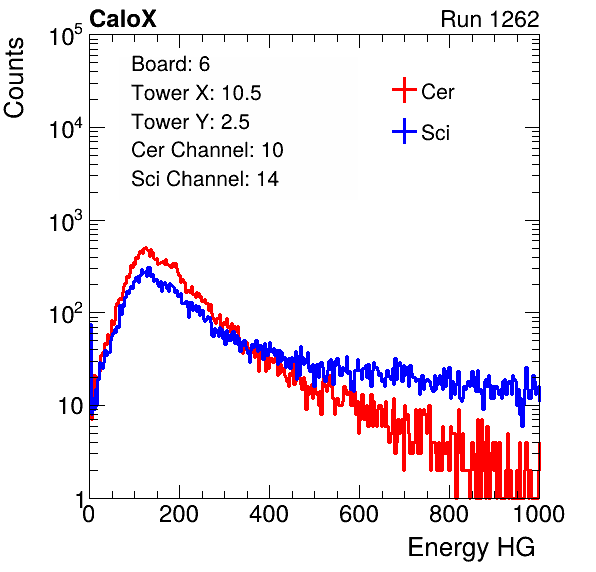 CaloX Run 1262
Counts
10^5
10^4
10^3
10^2
10
1
Board: 6
Tower X: 10.5
Tower Y: 2.5
Cer Channel: 10
Sci Channel: 14
Cer
Sci
0 200 400 600 800 1000
Energy HG